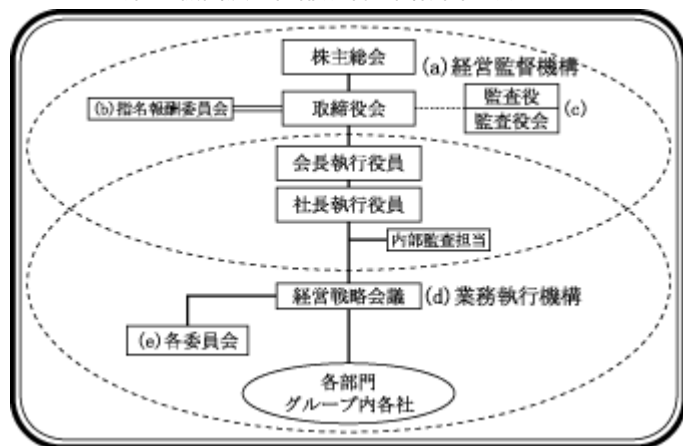 株主総会
(a)経営監督機構
(b)指名報酬委員会
取締役会
監査役
監査役会
(c)
会長執行役員
社長執行役員
内部監査担当
経営戦略会議
(d)業務執行機構
(e)各委員会
各部門
グループ内各社